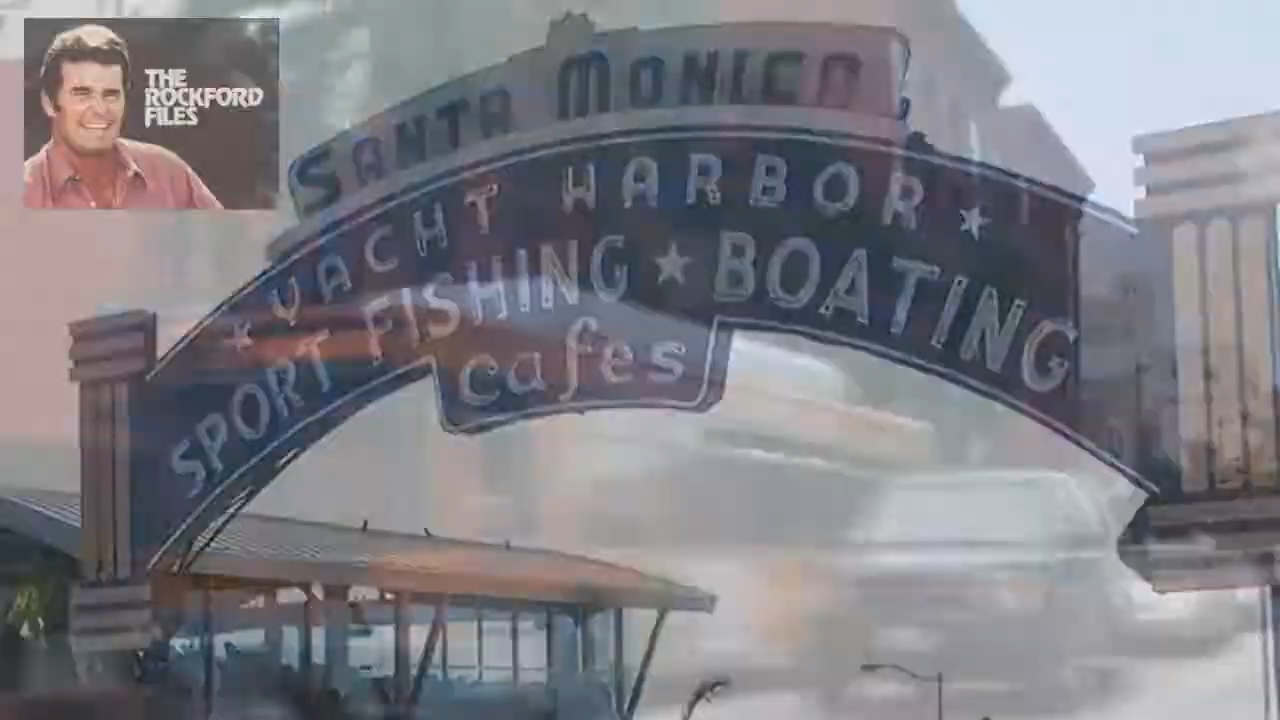 THE
ROCKFORD
FILES
SANTA MONICA
★ YACHT HARBOR ★
SPORT FISHING ★ BOATING
cafes